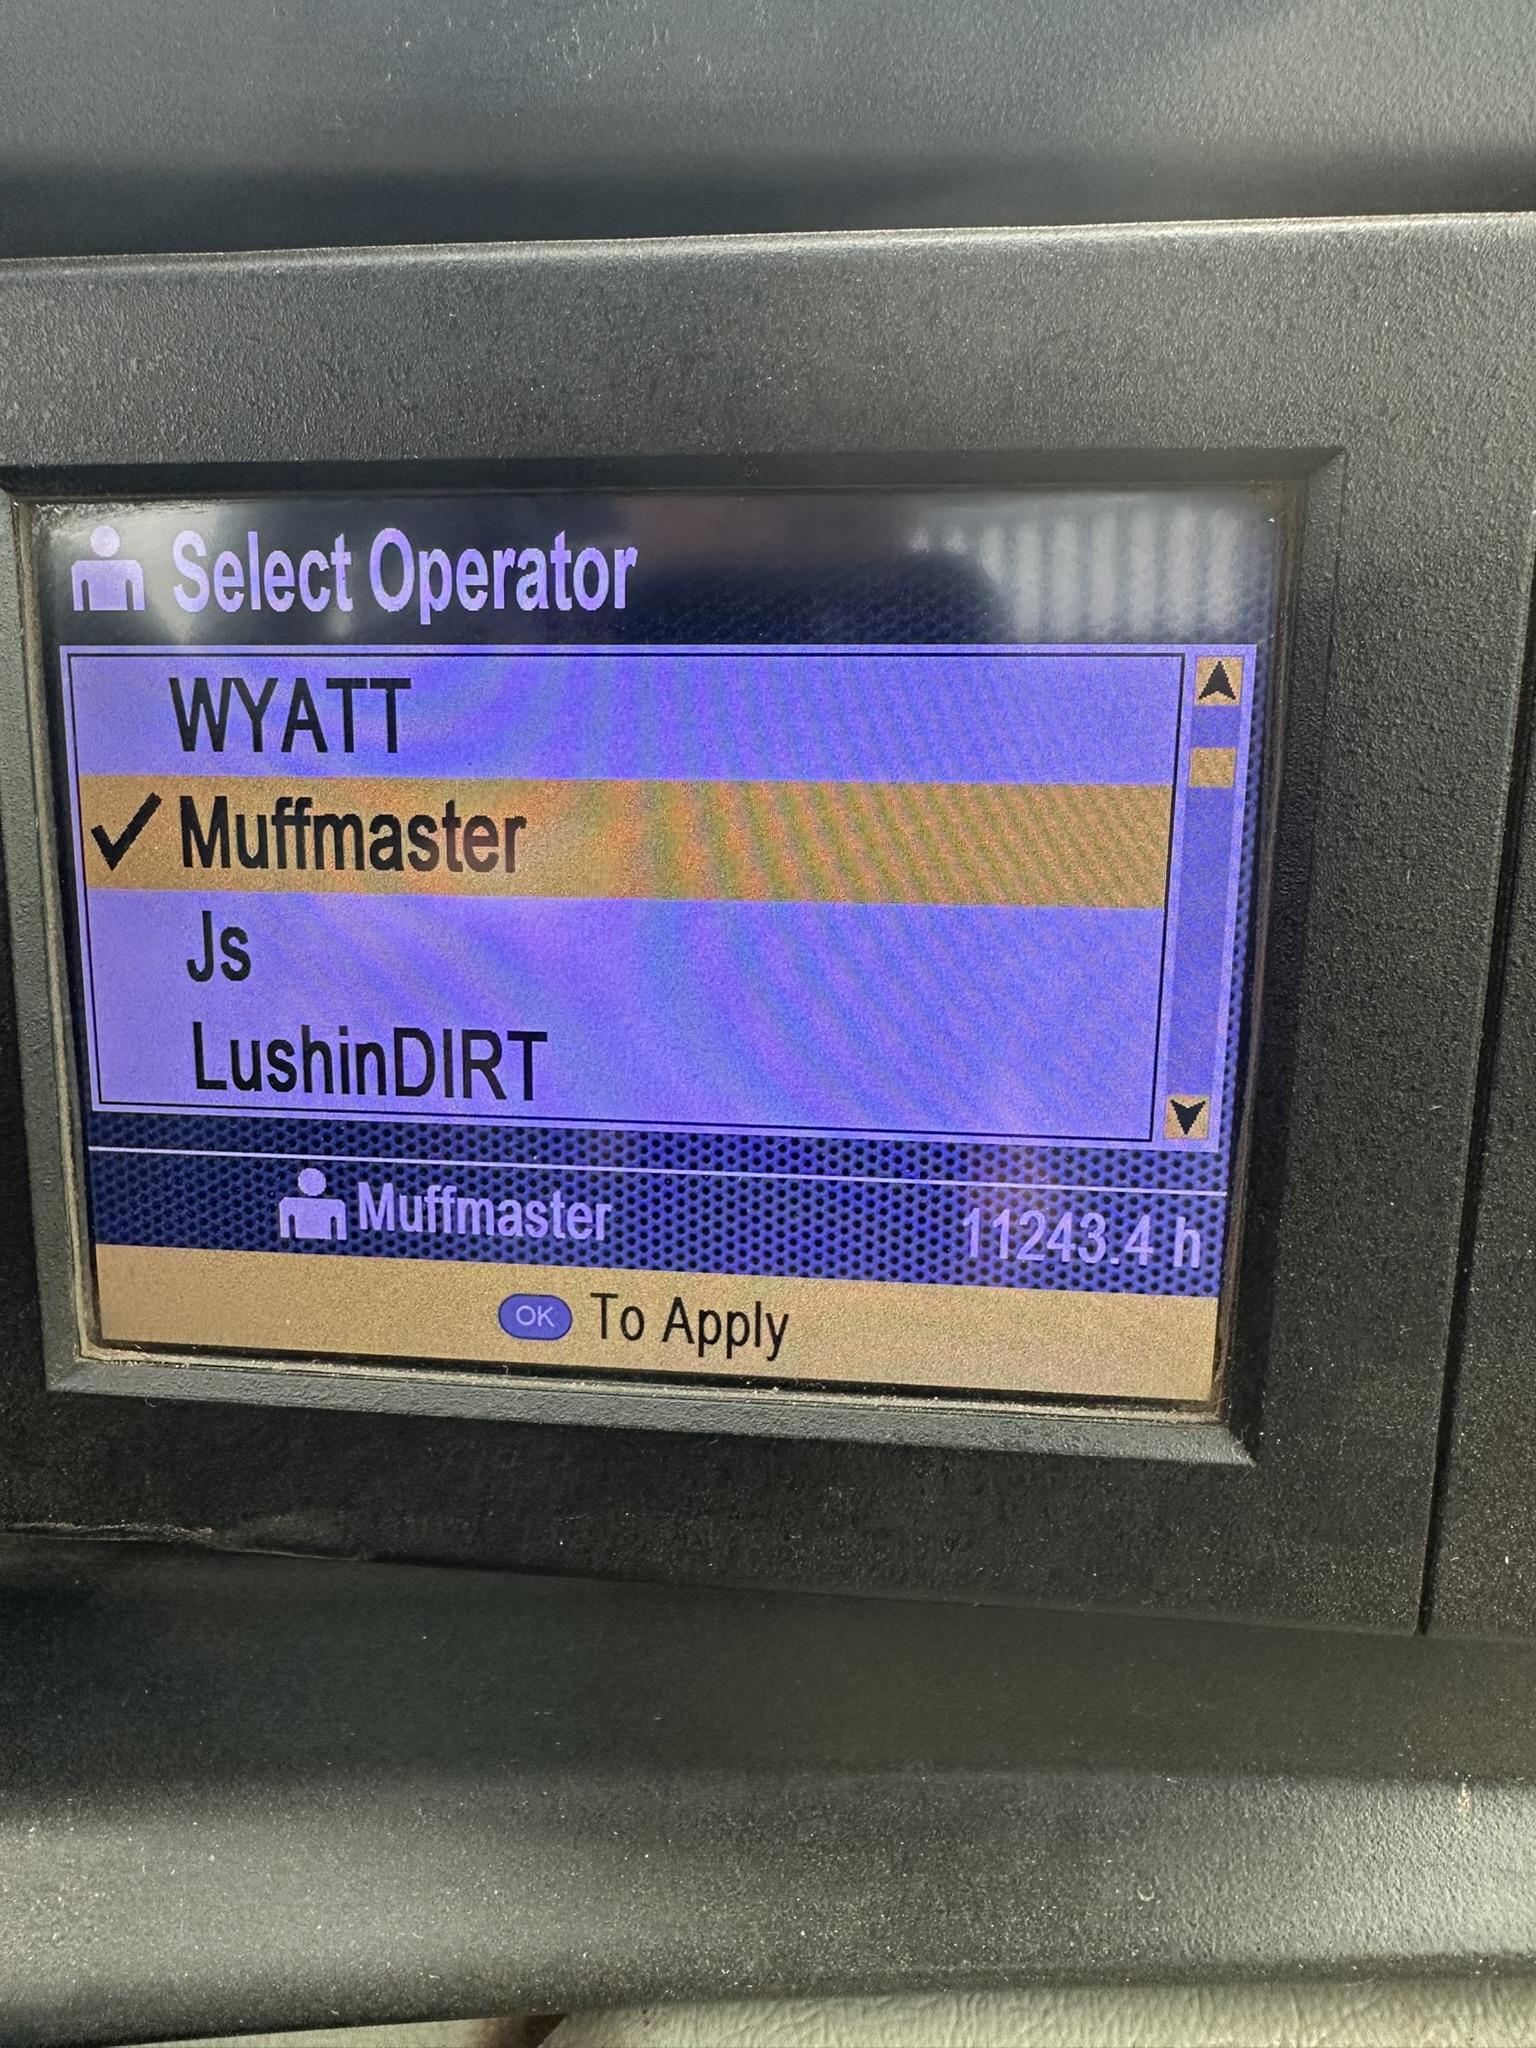 Select Operator
WYATT
Muffmaster
Js
LushinDIRT
Muffmaster 11243.4 h
OK To Apply